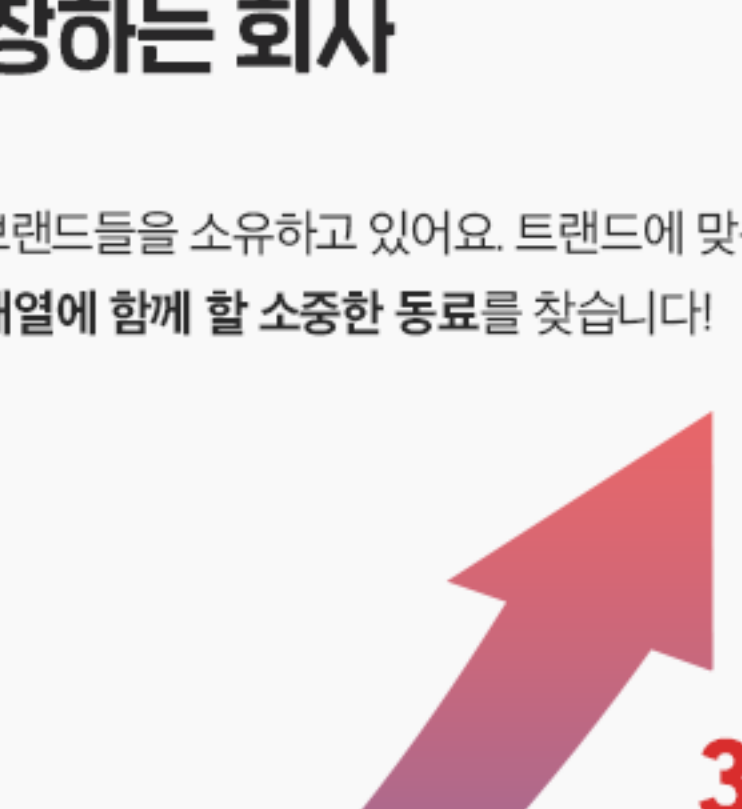 장하는 회사
브랜드들을 소유하고 있어요. 트랜드에 맞
열에 함께 할 소중한 동료를 찾습니다!
3